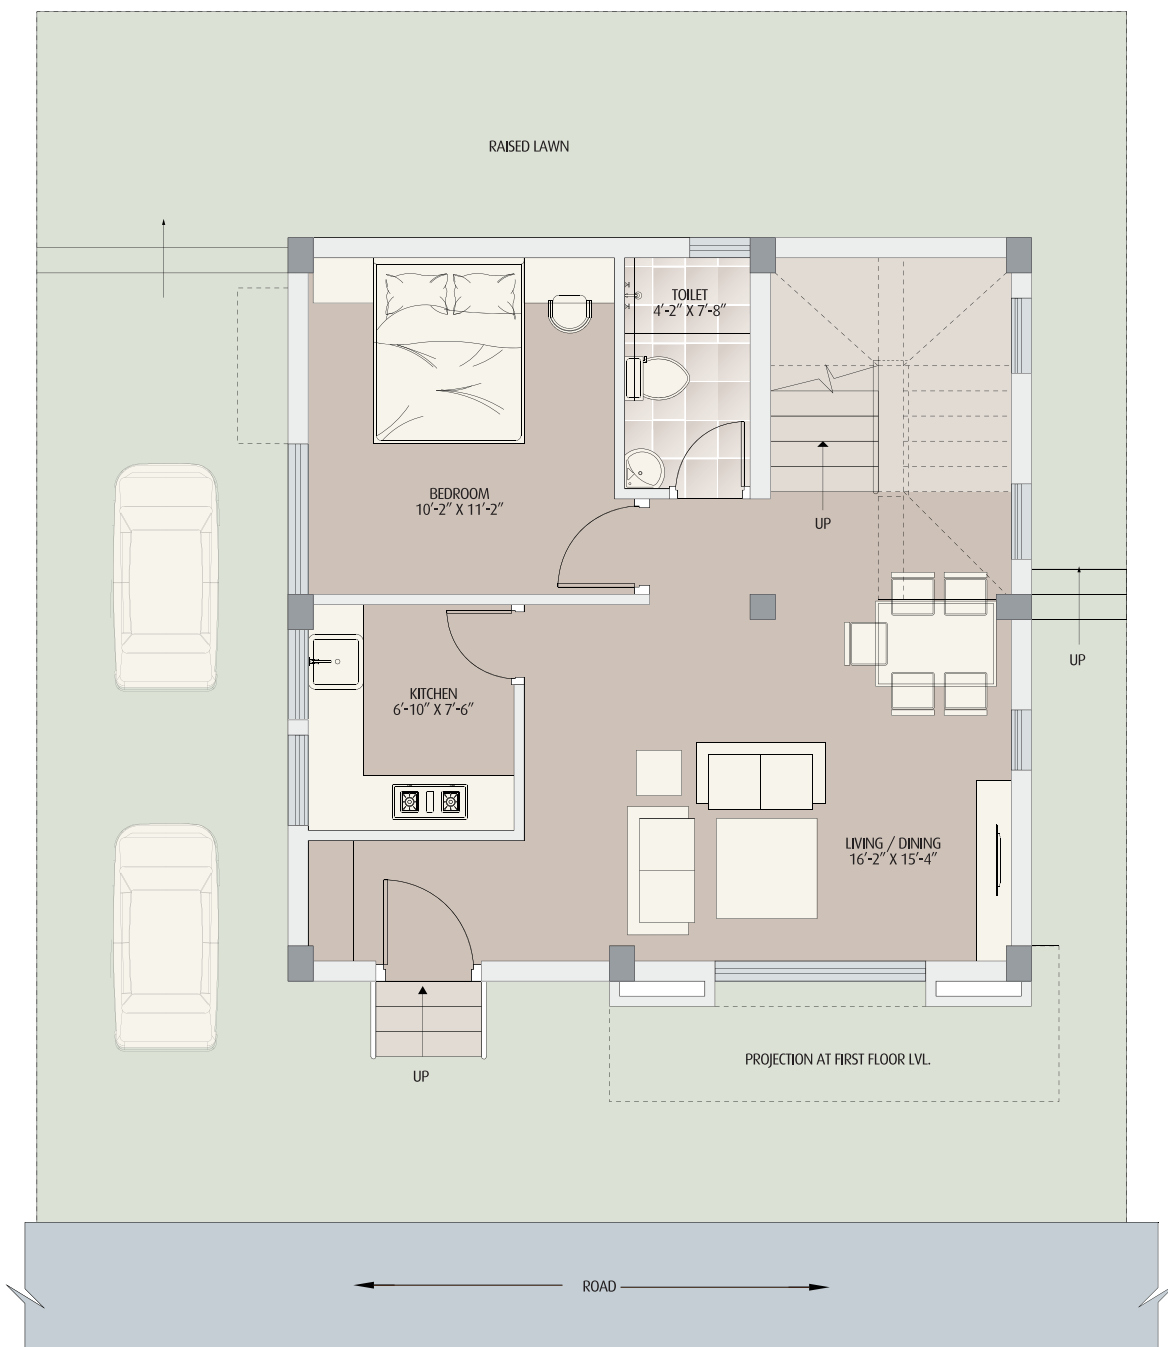 RAISED LAWN
TOILET
4'-2" X 7'-8"
BEDROOM
10'-2" X 11'-2"
UP
UP
KITCHEN
6'-10" X 7'-6"
LIVING / DINING
16'-2" X 15'-4"
PROJECTION AT FIRST FLOOR LVL.
UP
ROAD